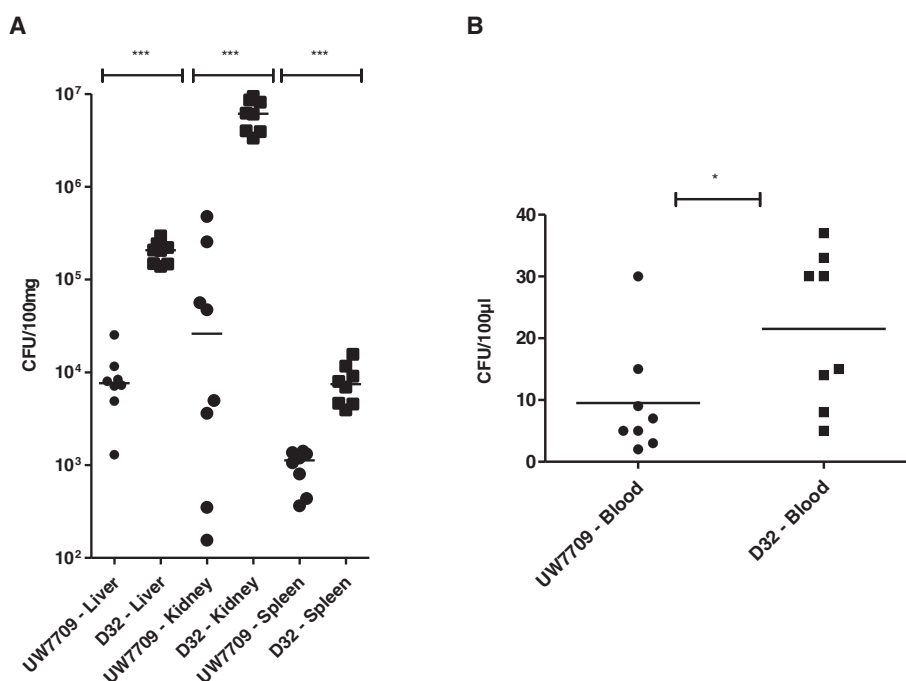 A
***
***
***
CFU/100mg
10⁷
10⁶
10⁵
10⁴
10³
10²
UW7709 - Liver
D32 - Liver
UW7709 - Kidney
D32 - Kidney
UW7709 - Spleen
D32 - Spleen
B
*
CFU/100µl
40
30
20
10
0
UW7709 - Blood
D32 - Blood